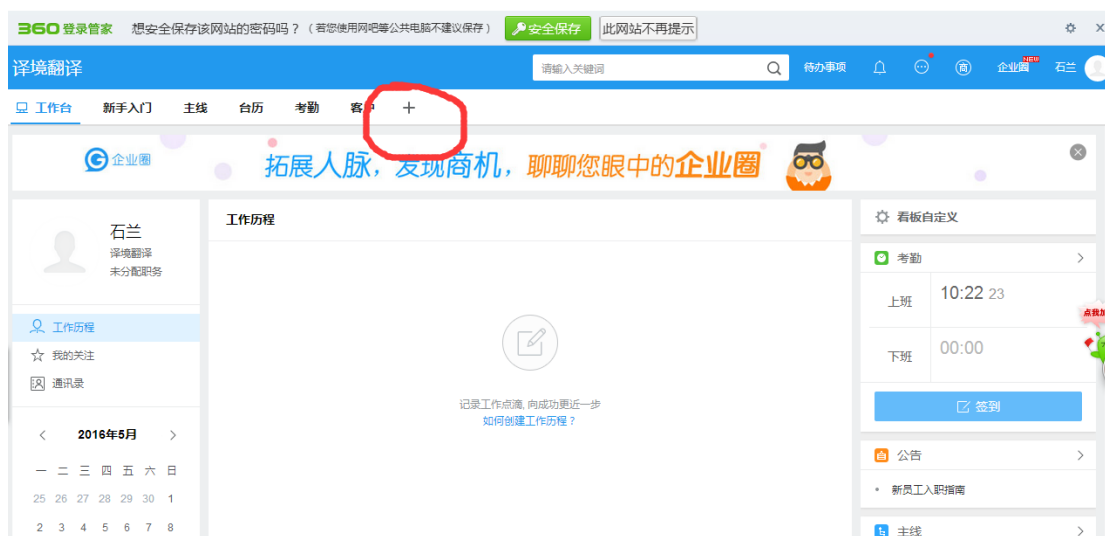 360 登录管家 想安全保存该网站的密码吗？（若您使用网吧等公共电脑不建议保存） 安全保存 此网站不再提示
译境翻译 请输入关键词 待办事项 商 企业圈 NEW 石兰
工作台 新手入门 主线 台历 考勤 客户 +
企业圈 拓展人脉，发现商机，聊聊您眼中的企业圈
石兰
译境翻译
未分配职务
工作历程
我的关注
通讯录
2016年5月
一 二 三 四 五 六 日
25 26 27 28 29 30 1
2 3 4 5 6 7 8
工作历程
记录工作点滴, 向成功更近一步
如何创建工作历程？
看板自定义
考勤
上班 10:22 23
下班 00:00
签到
公告
新员工入职指南
主线
点我加